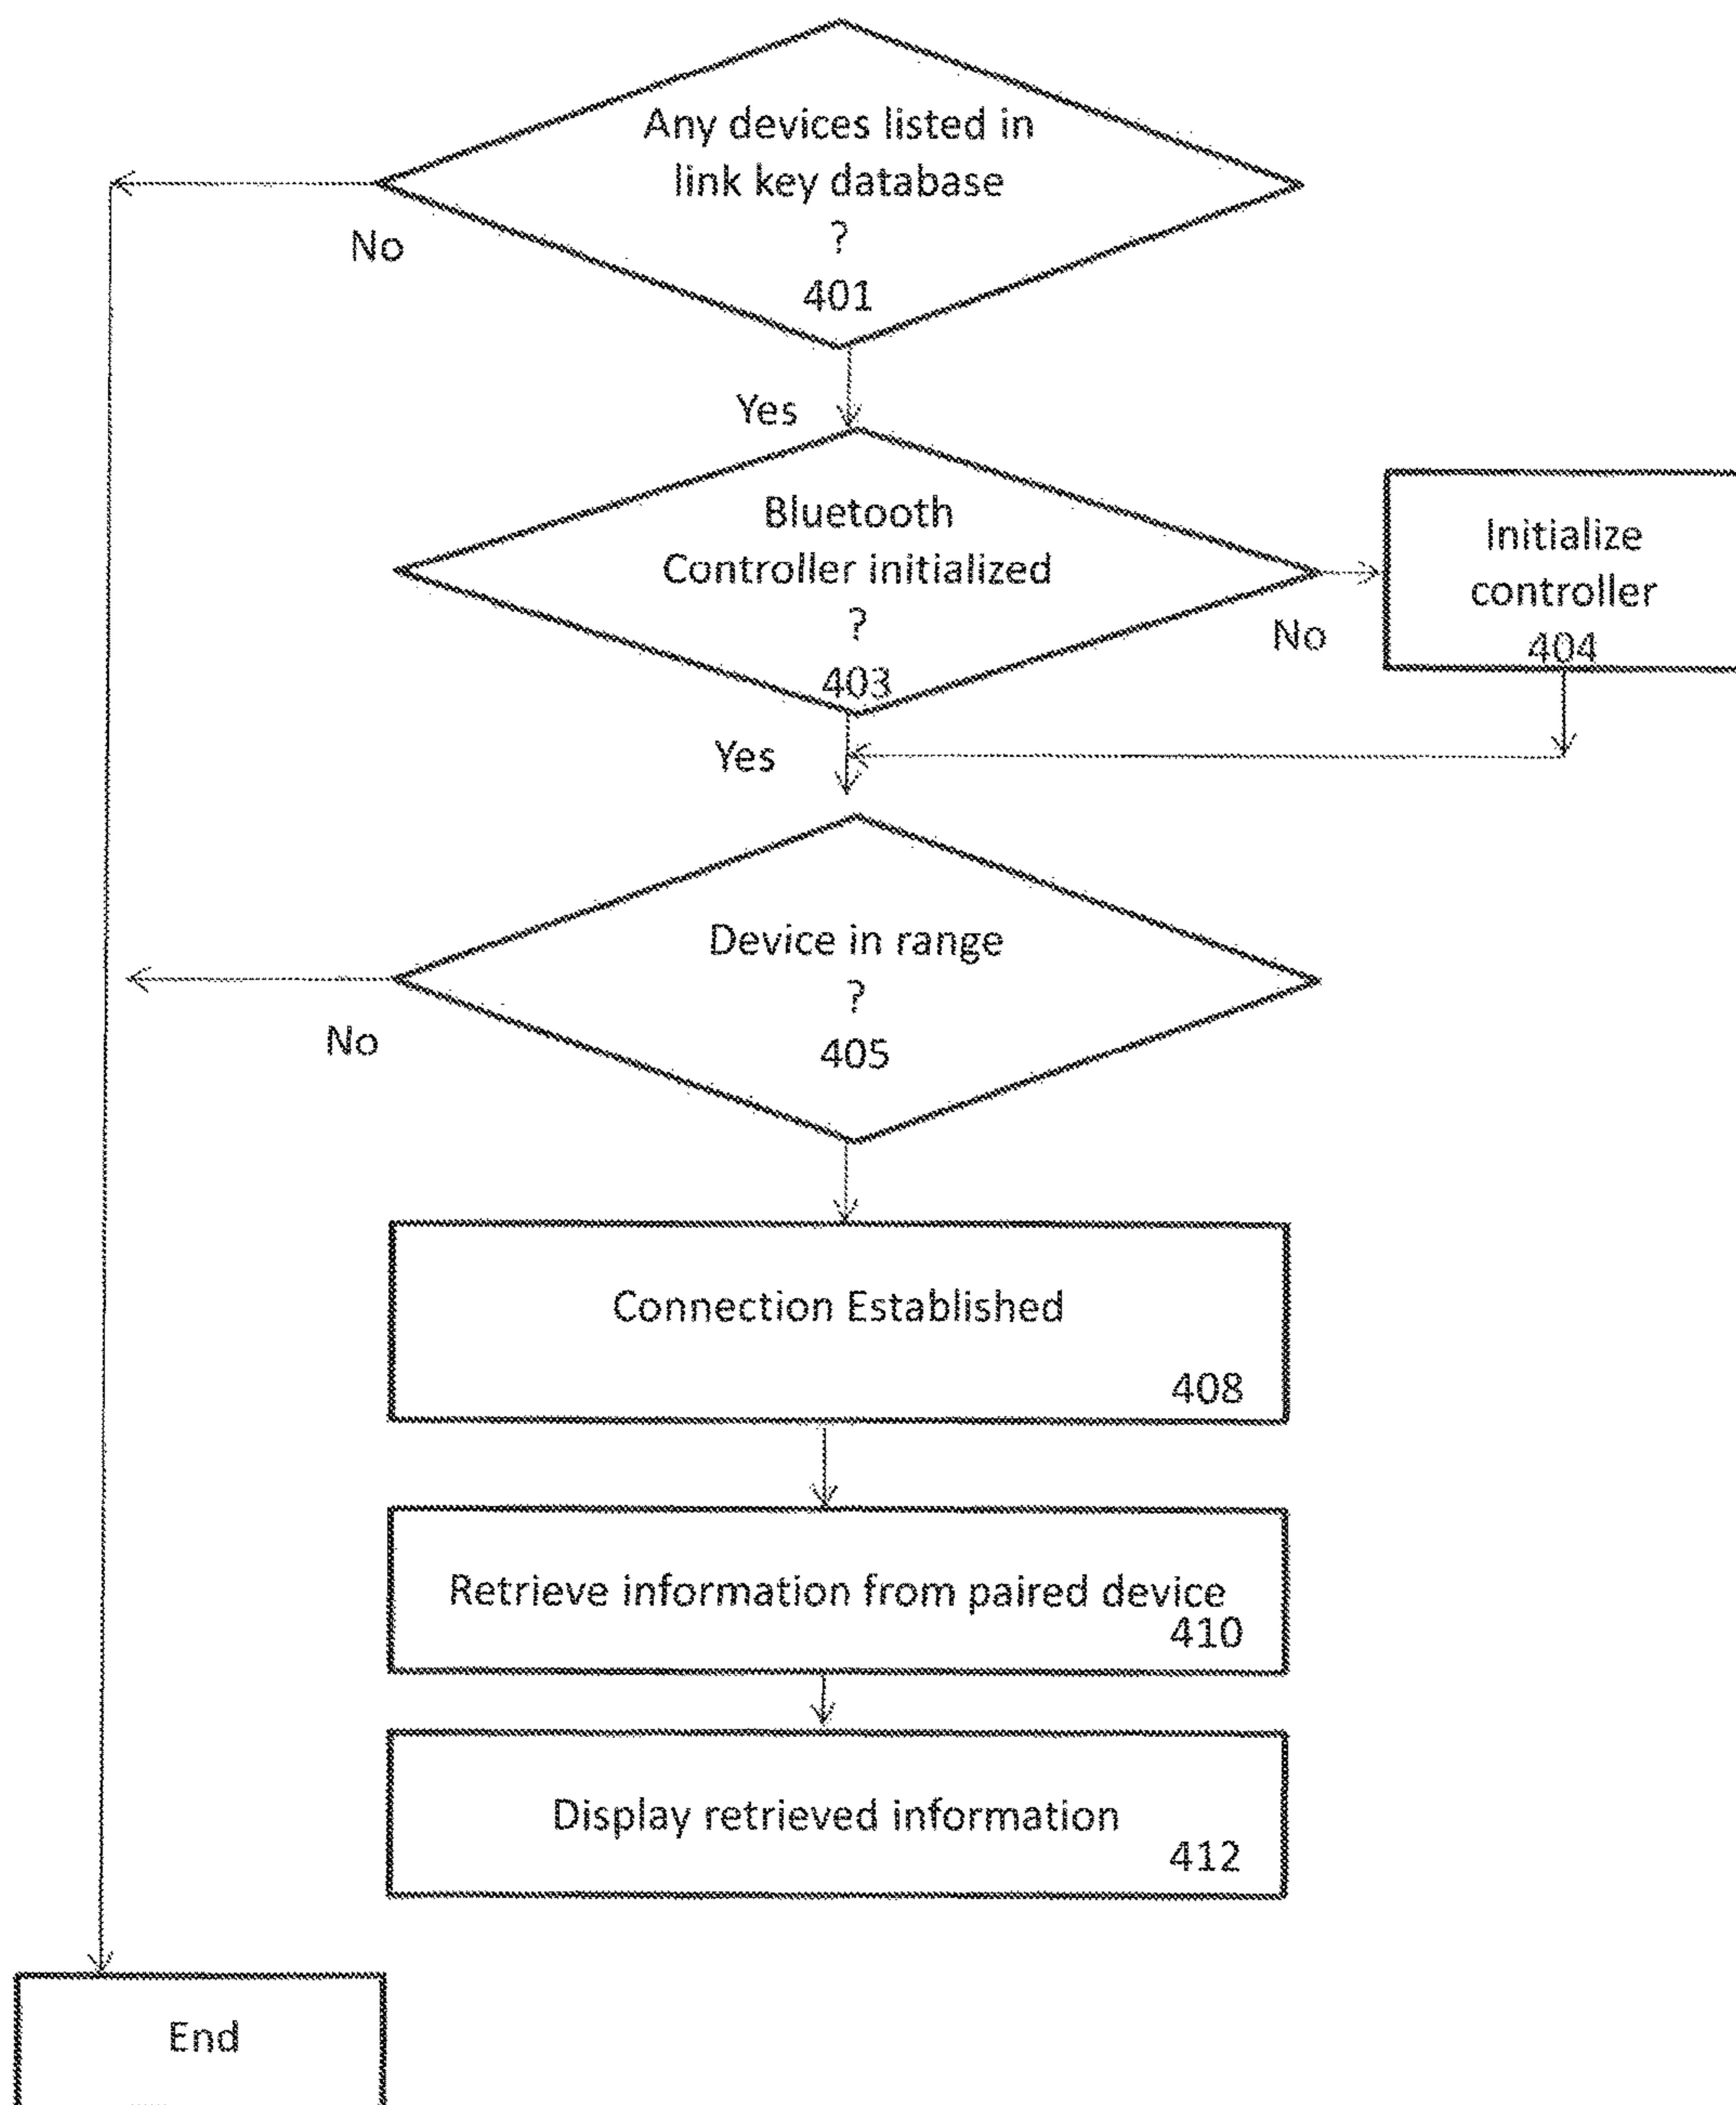 Any devices listed in
link key database
?
401
No
Yes
Bluetooth
Controller initialized
?
403
No
Initialize
controller
404
Yes
Device in range
?
405
No
Connection Established
408
Retrieve information from paired device
410
Display retrieved information
412
End